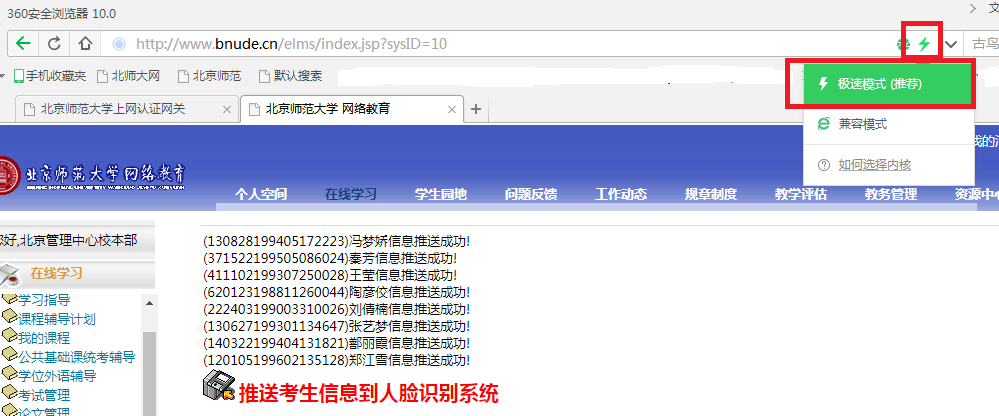 360安全浏览器 10.0
文
http://www.bnude.cn/elms/index.jsp?sysID=10
古鸟
手机收藏夹 北师大网 北京师范 默认搜索
极速模式 (推荐)
北京师范大学上网认证网关 北京师范大学 网络教育
兼容模式
如何选择内核
北京师范大学网络教育
个人空间 在线学习 学生园地 问题反馈 工作动态 规章制度 教学评估 教务管理 资源中心
您好,北京管理中心校本部
在线学习
学习指导
课程辅导计划
我的课程
公共基础课统考辅导
学位外语辅导
考试管理
论文管理
(130828199405172223)冯梦娇信息推送成功!
(371522199505086024)秦芳信息推送成功!
(411102199307250028)王莹信息推送成功!
(620123198811260044)陶彦佼信息推送成功!
(222403199003310026)刘倩楠信息推送成功!
(130627199301134647)张艺梦信息推送成功!
(140322199404131821)鄯丽霞信息推送成功!
(120105199602135128)郑江雪信息推送成功!
推送考生信息到人脸识别系统